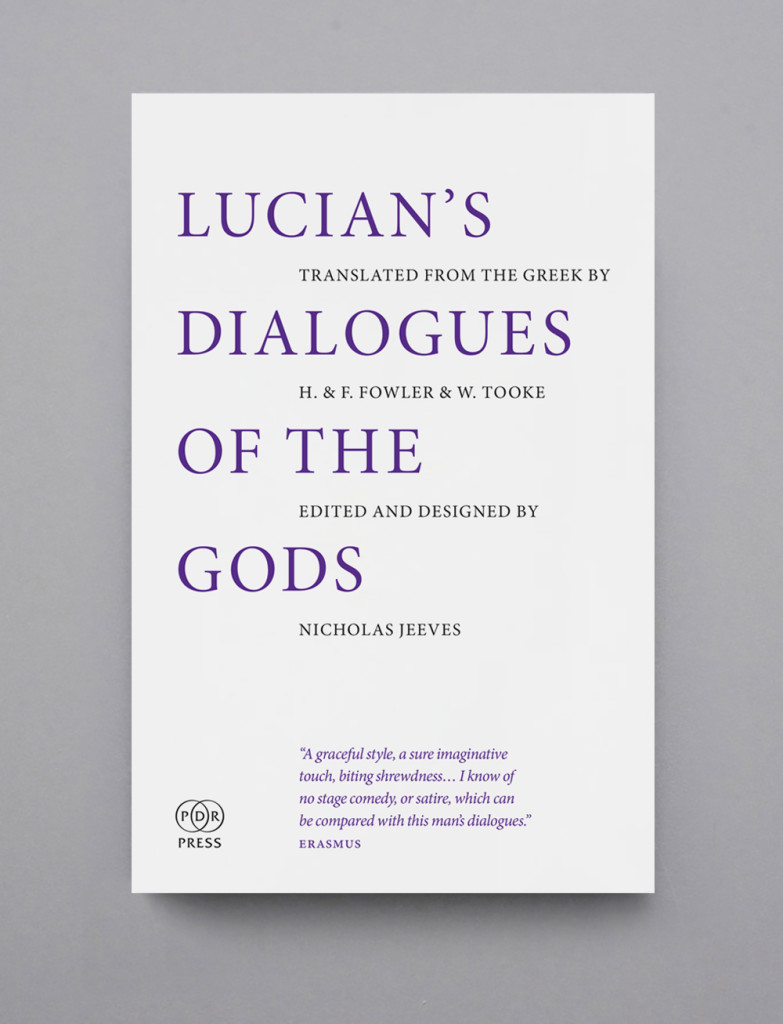 LUCIAN’S
TRANSLATED FROM THE GREEK BY
DIALOGUES
H. & F. FOWLER & W. TOOKE
OF THE
EDITED AND DESIGNED BY
GODS
NICHOLAS JEEVES
“A graceful style, a sure imaginative
touch, biting shrewdness… I know of
no stage comedy, or satire, which can
be compared with this man’s dialogues.”
ERASMUS
PDR
PRESS